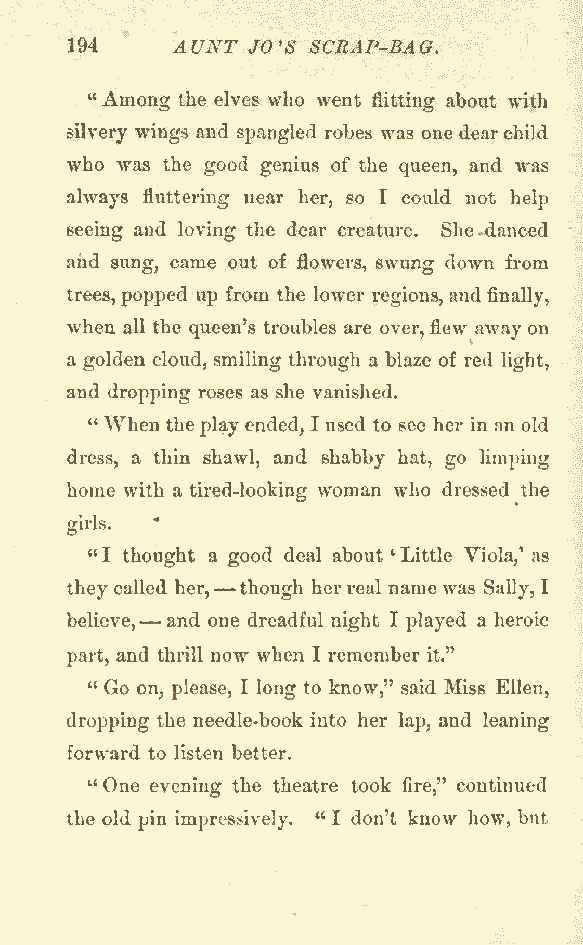 194 AUNT JO'S SCRAP-BAG.
"Among the elves who went flitting about with
silvery wings and spangled robes was one dear child
who was the good genius of the queen, and was
always fluttering near her, so I could not help
seeing and loving the dear creature. She danced
and sung, came out of flowers, swung down from
trees, popped up from the lower regions, and finally,
when all the queen's troubles are over, flew away on
a golden cloud, smiling through a blaze of red light,
and dropping roses as she vanished.
"When the play ended, I used to see her in an old
dress, a thin shawl, and shabby hat, go limping
home with a tired-looking woman who dressed the
girls.
"I thought a good deal about 'Little Viola,' as
they called her,—though her real name was Sally, I
believe,—and one dreadful night I played a heroic
part, and thrill now when I remember it."
"Go on, please, I long to know," said Miss Ellen,
dropping the needle-book into her lap, and leaning
forward to listen better.
"One evening the theatre took fire," continued
the old pin impressively. "I don't know how, but